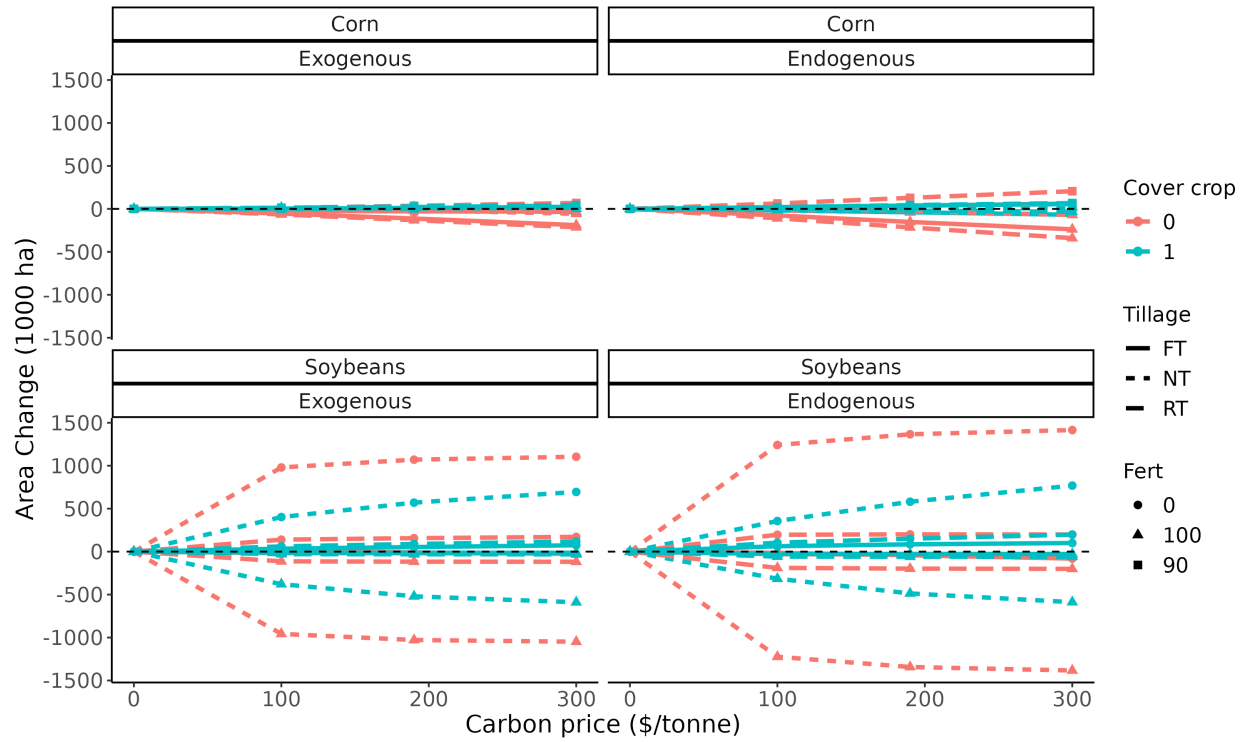 Corn
Corn
Exogenous
Endogenous
1500
1000
500
0
-500
-1000
-1500
Soybeans
Soybeans
Exogenous
Endogenous
1500
1000
500
0
-500
-1000
-1500
Area Change (1000 ha)
0
100
200
300
0
100
200
300
Carbon price ($/tonne)
Cover crop
0
1
Tillage
FT
NT
RT
Fert
0
100
90